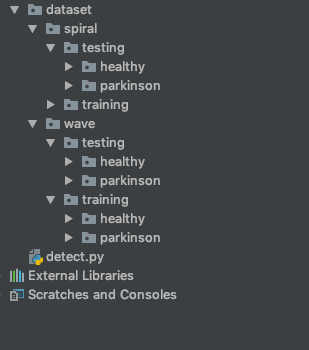 dataset
spiral
testing
healthy
parkinson
training
wave
testing
healthy
parkinson
training
healthy
parkinson
detect.py
External Libraries
Scratches and Consoles